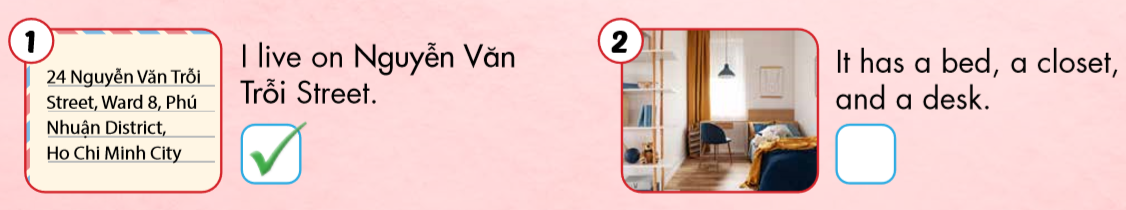 1
24 Nguyễn Văn Trỗi
Street, Ward 8, Phú
Nhuận District,
Ho Chi Minh City
I live on Nguyễn Văn
Trỗi Street.
2
It has a bed, a closet,
and a desk.